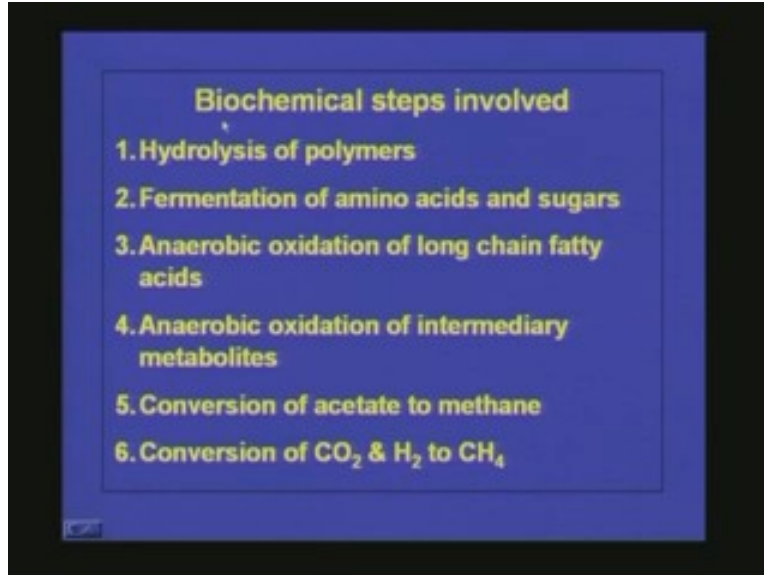 Biochemical steps involved
1. Hydrolysis of polymers
2. Fermentation of amino acids and sugars
3. Anaerobic oxidation of long chain fatty
acids
4. Anaerobic oxidation of intermediary
metabolites
5. Conversion of acetate to methane
6. Conversion of CO₂ & H₂ to CH₄